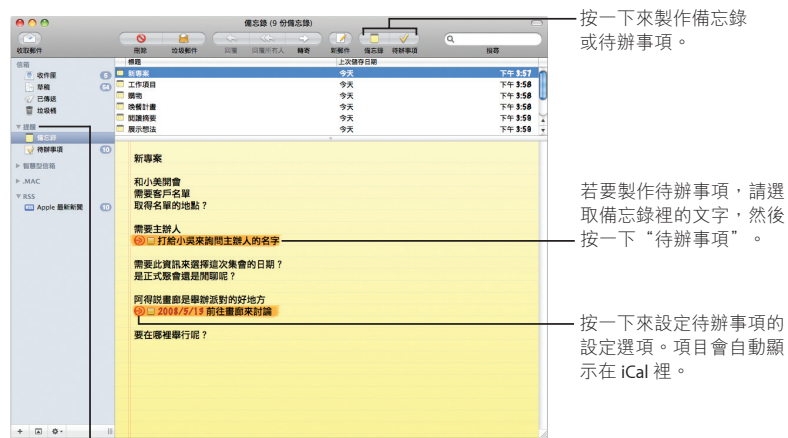 備忘錄 (9 份備忘錄)
收取郵件
刪除
垃圾郵件
回覆
回覆所有人
轉寄
新郵件
備忘錄
待辦事項
搜尋
信箱
收件匣
草稿
已傳送
垃圾桶
提醒
備忘錄
待辦事項 10
智慧型信箱
.MAC
RSS
Apple 最新新聞 10
標題 上次儲存日期
新專案 今天 下午 3:57
工作項目 今天 下午 3:58
購物 今天 下午 3:58
晚餐計畫 今天 下午 3:58
閱讀摘要 今天 下午 3:59
展示想法 今天 下午 3:59
新專案
和小美開會
需要客戶名單
取得名單的地點？
需要主辦人
打給小吳來詢問主辦人的名字
需要此資訊來選擇這次集會的日期？
是正式聚會還是閒聊呢？
阿得說畫廊是舉辦派對的好地方
2008/5/19 前往畫廊來討論
要在哪裡舉行呢？
按一下來製作備忘錄
或待辦事項。
若要製作待辦事項，請選
取備忘錄裡的文字，然後
按一下“待辦事項”。
按一下來設定待辦事項的
設定選項。項目會自動顯
示在 iCal 裡。